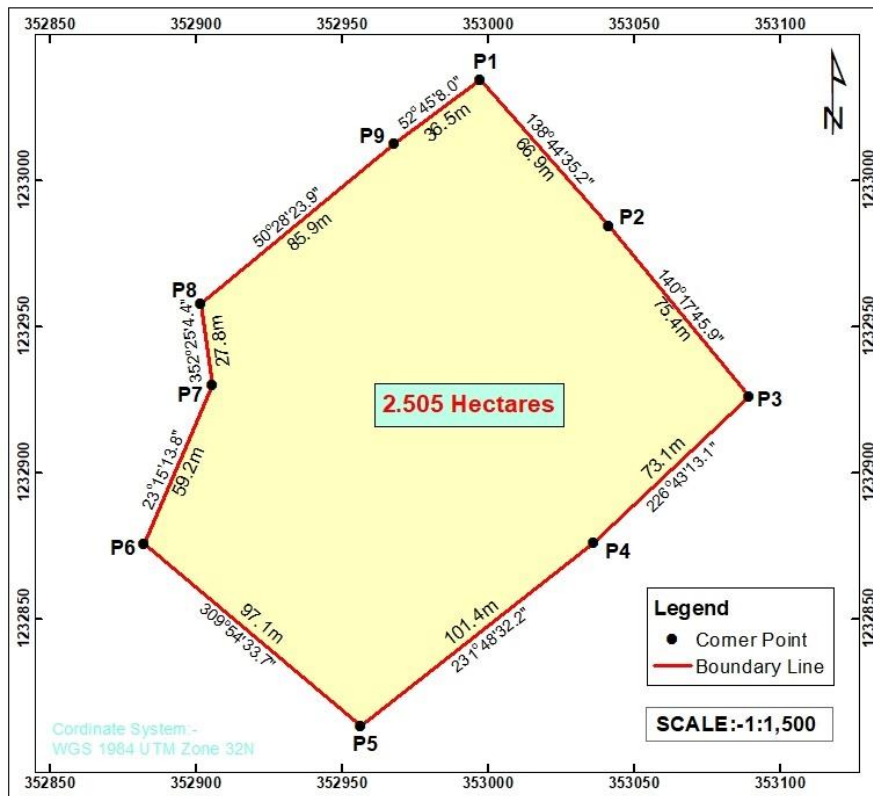 352850 352900 352950 353000 353050 353100
P1
52°45'8.0"
36.5m
138°44'35.2"
66.9m
N
P9
1233000
1233000
50°28'23.9"
85.9m
P2
140°17'45.9"
75.4m
P8
352°25'4.4"
27.8m
1232950
1232950
P7
2.505 Hectares
P3
23°15'13.8"
59.2m
73.1m
226°43'13.1"
1232900
1232900
P6
P4
97.1m
309°54'33.7"
101.4m
231°48'32.2"
1232850
1232850
Legend
Corner Point
Boundary Line
SCALE:-1:1,500
Cordinate System:-
WGS 1984 UTM Zone 32N
P5
352850 352900 352950 353000 353050 353100